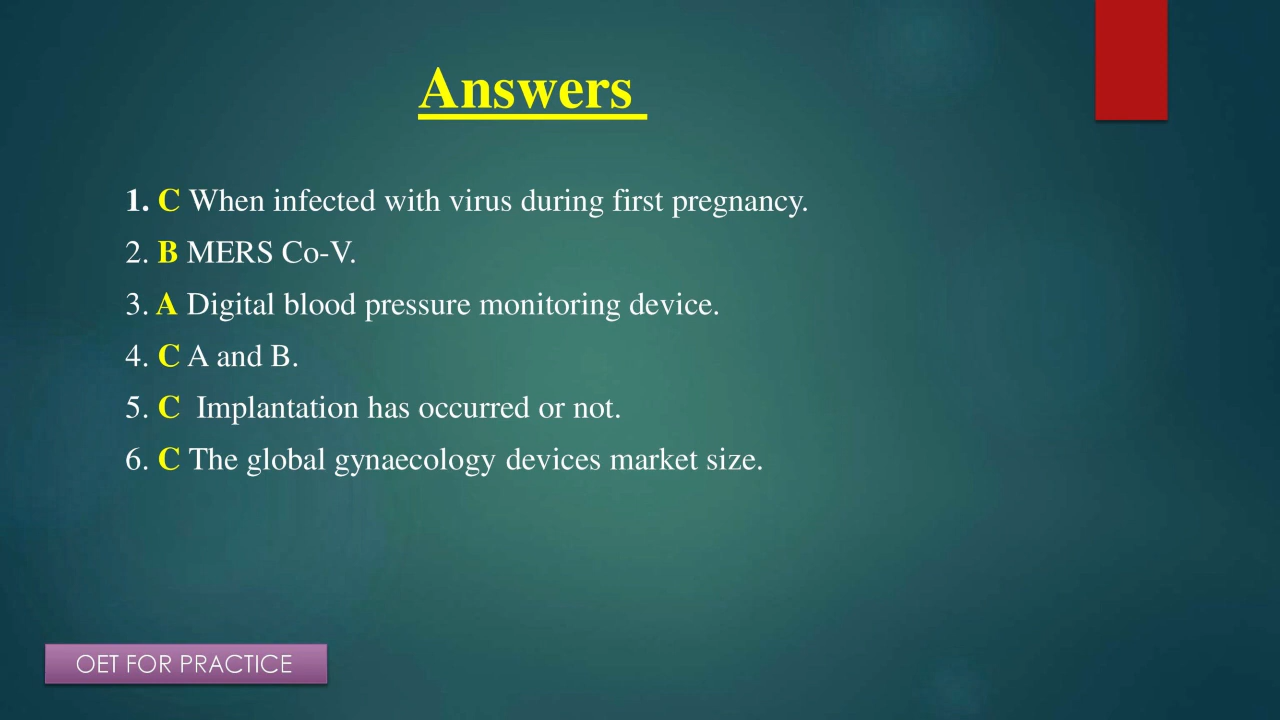 Answers
1. C When infected with virus during first pregnancy.
2. B MERS Co-V.
3. A Digital blood pressure monitoring device.
4. C A and B.
5. C Implantation has occurred or not.
6. C The global gynaecology devices market size.
OET FOR PRACTICE